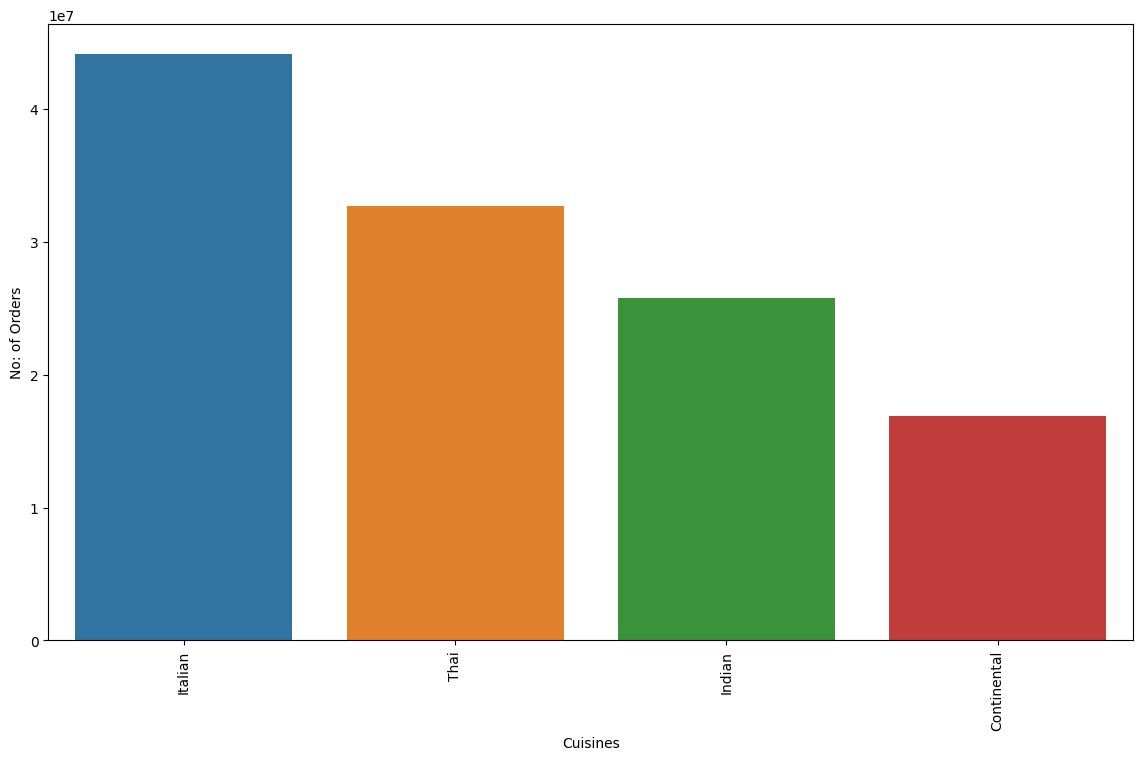 1e7
4
3
2
1
0
No: of Orders
Italian
Thai
Indian
Continental
Cuisines